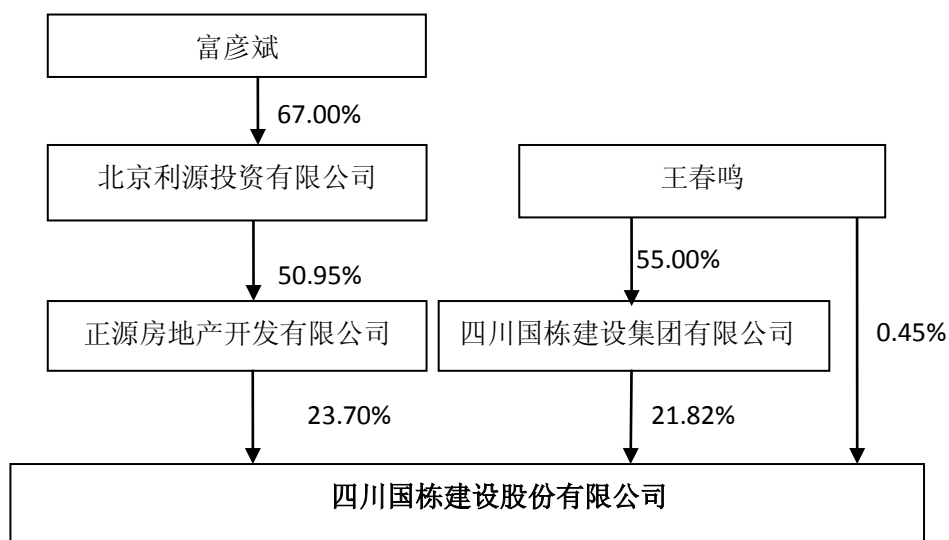 富彦斌
67.00%
北京利源投资有限公司
王春鸣
50.95%
55.00%
正源房地产开发有限公司
四川国栋建设集团有限公司
0.45%
23.70%
21.82%
四川国栋建设股份有限公司